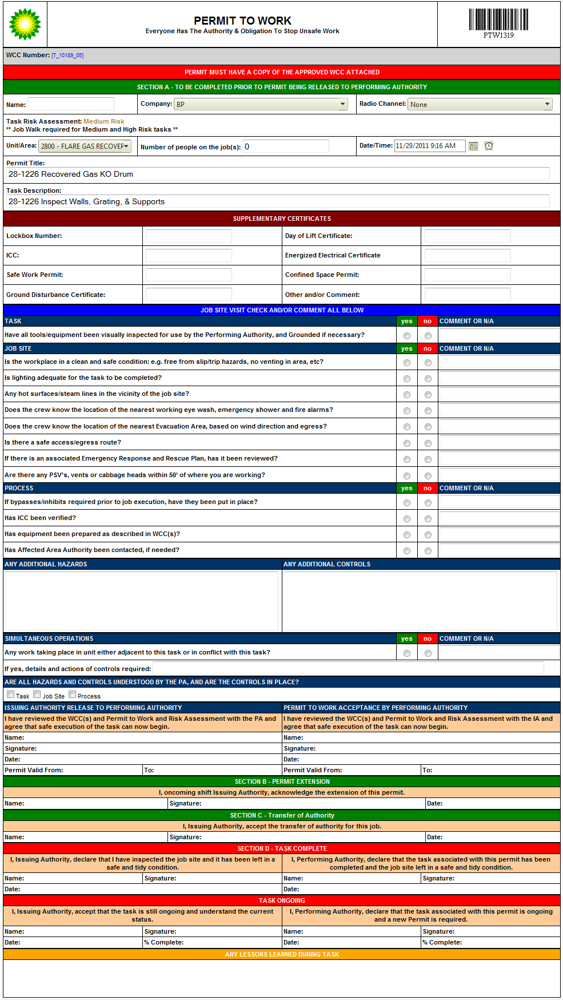 PERMIT TO WORK
Everyone Has The Authority & Obligation To Stop Unsafe Work
PTW1319
WCC Number: [T_10189_05]
PERMIT MUST HAVE A COPY OF THE APPROVED WCC ATTACHED
SECTION A - TO BE COMPLETED PRIOR TO PERMIT BEING RELEASED TO PERFORMING AUTHORITY
Name: Company: BP Radio Channel: None
Task Risk Assessment: Medium Risk
** Job Walk required for Medium and High Risk tasks **
Unit/Area: 2800 - FLARE GAS RECOVER Number of people on the job(s): 0 Date/Time: 11/29/2011 9:16 AM
Permit Title:
28-1226 Recovered Gas KO Drum
Task Description:
28-1226 Inspect Walls, Grating, & Supports
SUPPLEMENTARY CERTIFICATES
Lockbox Number: Day of Lift Certificate:
ICC: Energized Electrical Certificate
Safe Work Permit: Confined Space Permit:
Ground Disturbance Certificate: Other and/or Comment:
JOB SITE VISIT CHECK AND/OR COMMENT ALL BELOW
TASK yes no COMMENT OR N/A
Have all tools/equipment been visually inspected for use by the Performing Authority, and Grounded if necessary?
JOB SITE yes no COMMENT OR N/A
Is the workplace in a clean and safe condition: e.g. free from slip/trip hazards, no venting in area, etc?
Is lighting adequate for the task to be completed?
Any hot surfaces/steam lines in the vicinity of the job site?
Does the crew know the location of the nearest working eye wash, emergency shower and fire alarms?
Does the crew know the location of the nearest Evacuation Area, based on wind direction and egress?
Is there a safe access/egress route?
If there is an associated Emergency Response and Rescue Plan, has it been reviewed?
Are there any PSV's, vents or cabbage heads within 50' of where you are working?
PROCESS yes no COMMENT OR N/A
If bypasses/inhibits required prior to job execution, have they been put in place?
Has ICC been verified?
Has equipment been prepared as described in WCC(s)?
Has Affected Area Authority been contacted, if needed?
ANY ADDITIONAL HAZARDS ANY ADDITIONAL CONTROLS
SIMULTANEOUS OPERATIONS yes no COMMENT OR N/A
Any work taking place in unit either adjacent to this task or in conflict with this task?
If yes, details and actions of controls required:
ARE ALL HAZARDS AND CONTROLS UNDERSTOOD BY THE PA, AND ARE THE CONTROLS IN PLACE?
Task Job Site Process
ISSUING AUTHORITY RELEASE TO PERFORMING AUTHORITY PERMIT TO WORK ACCEPTANCE BY PERFORMING AUTHORITY
I have reviewed the WCC(s) and Permit to Work and Risk Assessment with the PA and I have reviewed the WCC(s) and Permit to Work and Risk Assessment with the IA and
agree that safe execution of the task can now begin. agree that safe execution of the task can now begin.
Name: Name:
Signature: Signature:
Date: Date:
Permit Valid From: To: Permit Valid From: To:
SECTION B - PERMIT EXTENSION
I, oncoming shift Issuing Authority, acknowledge the extension of this permit.
Name: Signature: Date:
SECTION C - Transfer of Authority
I, Issuing Authority, accept the transfer of authority for this job.
Name: Signature: Date:
SECTION D - TASK COMPLETE
I, Issuing Authority, declare that I have inspected the job site and it has been left in a I, Performing Authority, declare that the task associated with this permit has been
safe and tidy condition. completed and the job site left in a safe and tidy condition.
Name: Signature: Name: Signature:
Date: Date:
TASK ONGOING
I, Issuing Authority, accept that the task is still ongoing and understand the current I, Performing Authority, declare that the task associated with this permit is ongoing
status. and a new Permit is required.
Name: Signature: Name: Signature:
Date: % Complete: Date: % Complete:
ANY LESSONS LEARNED DURING TASK